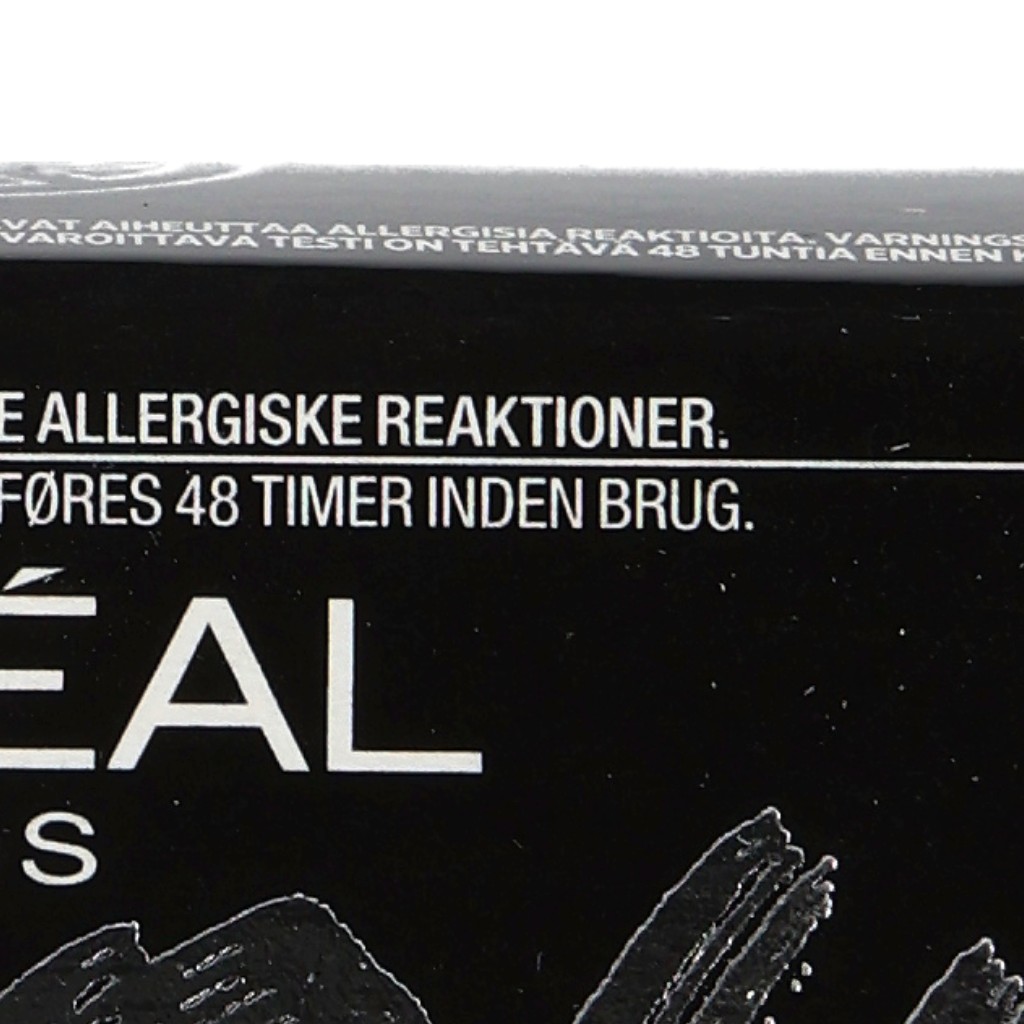 VAT AIHEUTTAA ALLERGISIA REAKTIOITA. VARNINGS
VAROITTAVA TESTI ON TEHTÄVÄ 48 TUNTIA ENNEN K
E ALLERGISKE REAKTIONER.
FØRES 48 TIMER INDEN BRUG.
ÉAL
S